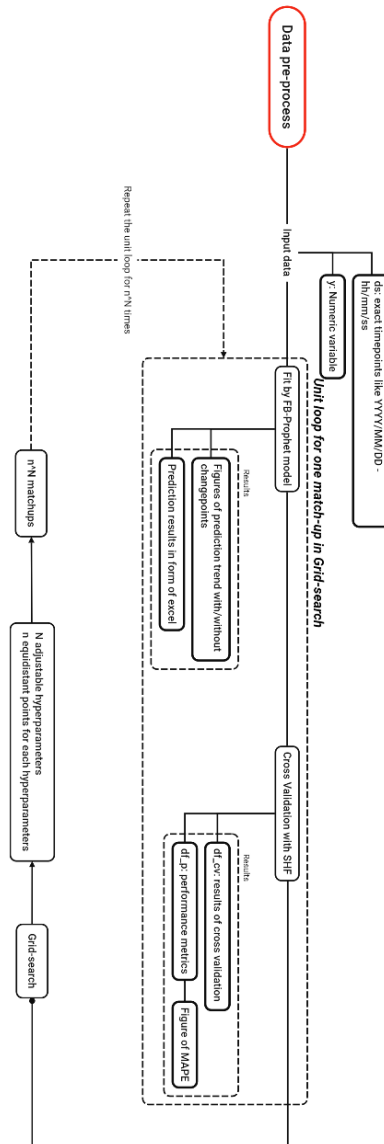 Data pre-process
Input data
ds: exact timepoints like YYYY/MM/DD -
hh/mm/ss
y: Numeric variable
Unit loop for one match-up in Grid-search
Fit by FB-Prophet model
Results
Figures of prediction trend with/without
changepoints
Prediction results in form of excel
Cross Validation with SHF
Results
df_cv: results of cross validation
df_p: performance metrics
Figure of MAPE
Repeat the unit loop for n^N times
n^N matchups
N adjustable hyperparameters
n equidistant points for each hyperparameters
Grid-search